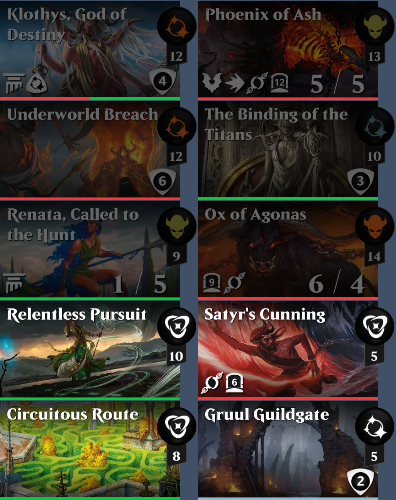 Klothys, God of
Destiny
12
4
Phoenix of Ash
13
12
5 / 5
Underworld Breach
12
6
The Binding of the
Titans
10
3
Renata, Called to
the Hunt
9
1 / 5
Ox of Agonas
14
9
6 / 4
Relentless Pursuit
10
Satyr's Cunning
5
6
Circuitous Route
8
Gruul Guildgate
5
2